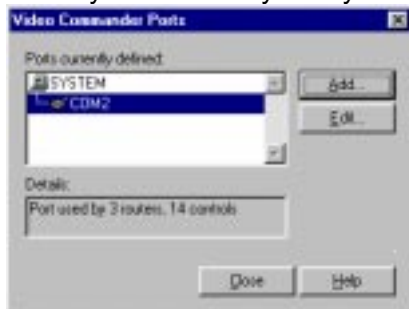 Video Commander Ports
Ports currently defined:
SYSTEM
COM2
Add...
Edit...
Details:
Port used by 3 routers, 14 controls
Close
Help